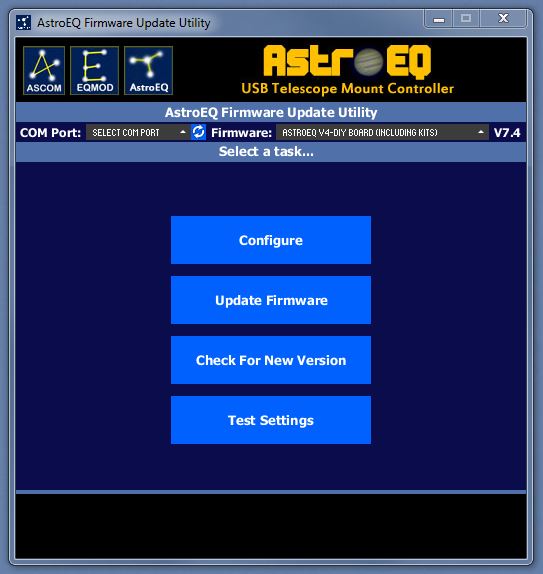 AstroEQ Firmware Update Utility
ASCOM EQMOD AstroEQ
AstroEQ
USB Telescope Mount Controller
AstroEQ Firmware Update Utility
COM Port: SELECT COM PORT Firmware: ASTROEQ V4-DIY BOARD (INCLUDING KITS) V7.4
Select a task...
Configure
Update Firmware
Check For New Version
Test Settings